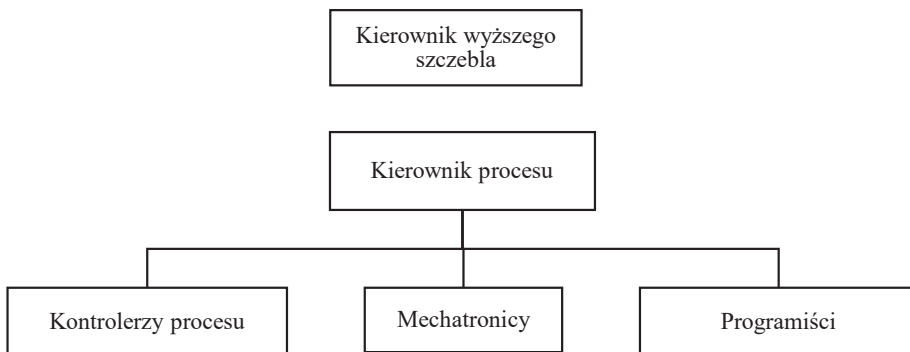 Kierownik wyższego
szczebla
Kierownik procesu
Kontrolerzy procesu
Mechatronicy
Programiści